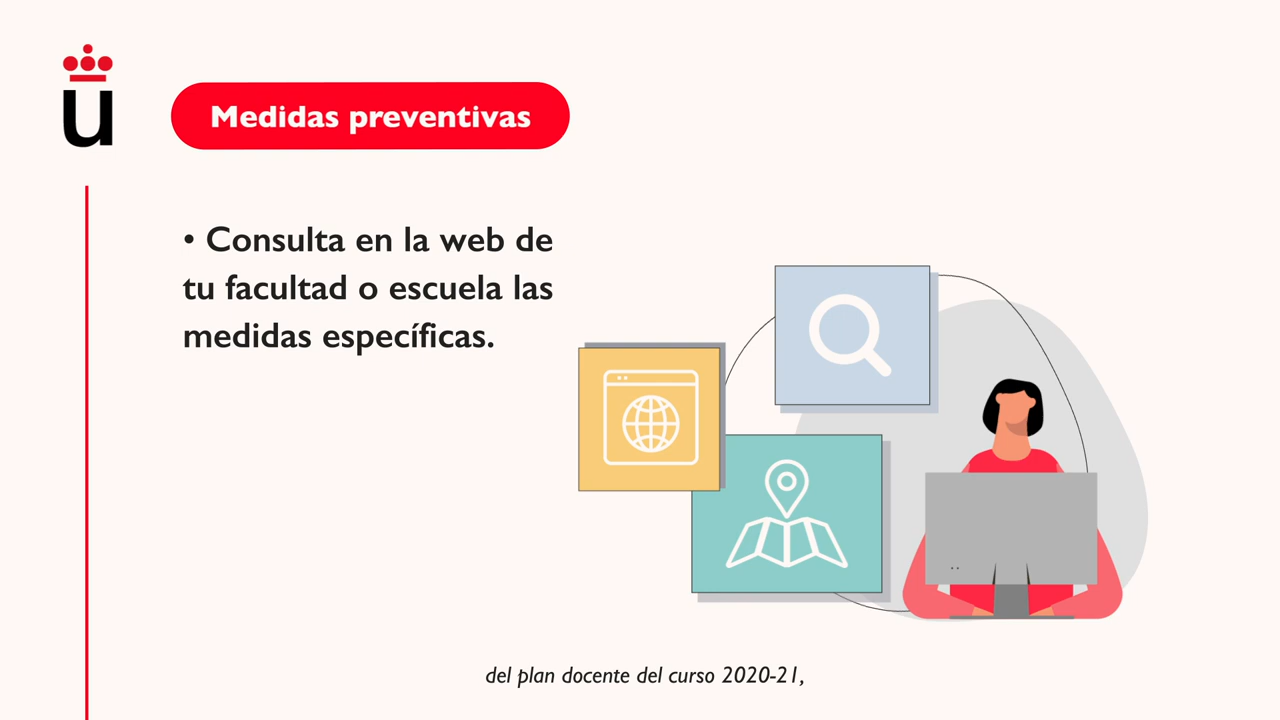 u
Medidas preventivas
• Consulta en la web de
tu facultad o escuela las
medidas específicas.
del plan docente del curso 2020-21,